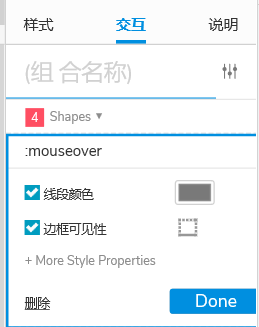 样式 交互 说明
(组 合名称)
4 Shapes
:mouseover
线段颜色
边框可见性
+ More Style Properties
删除 Done